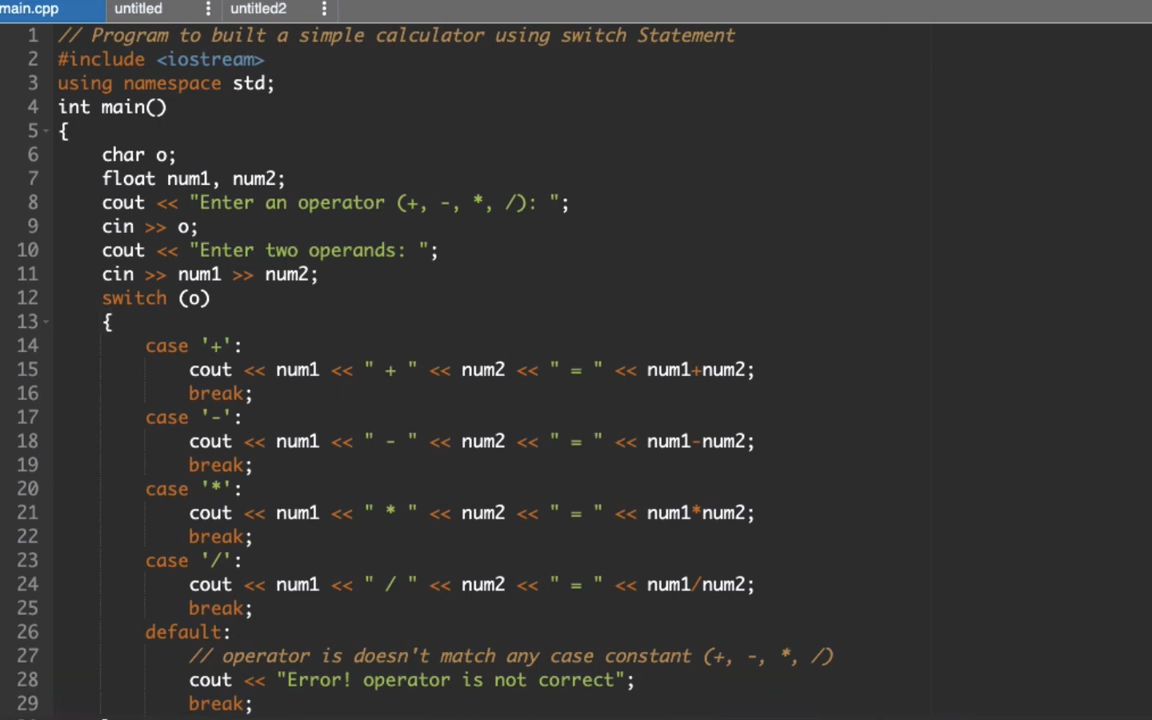 main.cpp untitled untitled2
1 // Program to built a simple calculator using switch Statement
2 #include <iostream>
3 using namespace std;
4 int main()
5 {
6 char o;
7 float num1, num2;
8 cout << "Enter an operator (+, -, *, /): ";
9 cin >> o;
10 cout << "Enter two operands: ";
11 cin >> num1 >> num2;
12 switch (o)
13 {
14 case '+':
15 cout << num1 << " + " << num2 << " = " << num1+num2;
16 break;
17 case '-':
18 cout << num1 << " - " << num2 << " = " << num1-num2;
19 break;
20 case '*':
21 cout << num1 << " * " << num2 << " = " << num1*num2;
22 break;
23 case '/':
24 cout << num1 << " / " << num2 << " = " << num1/num2;
25 break;
26 default:
27 // operator is doesn't match any case constant (+, -, *, /)
28 cout << "Error! operator is not correct";
29 break;